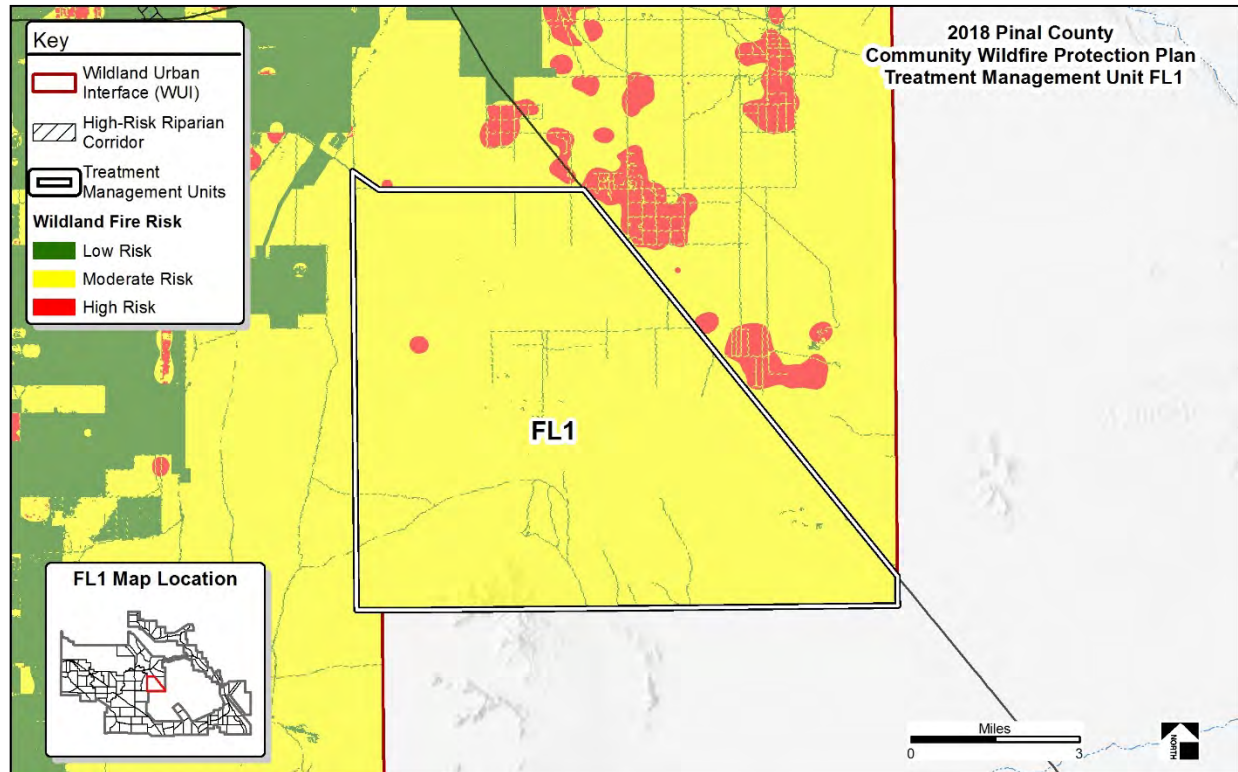 Key
Wildland Urban
Interface (WUI)
High-Risk Riparian
Corridor
Treatment
Management Units
Wildland Fire Risk
Low Risk
Moderate Risk
High Risk
2018 Pinal County
Community Wildfire Protection Plan
Treatment Management Unit FL1
FL1
FL1 Map Location
Miles
0 3
NORTH